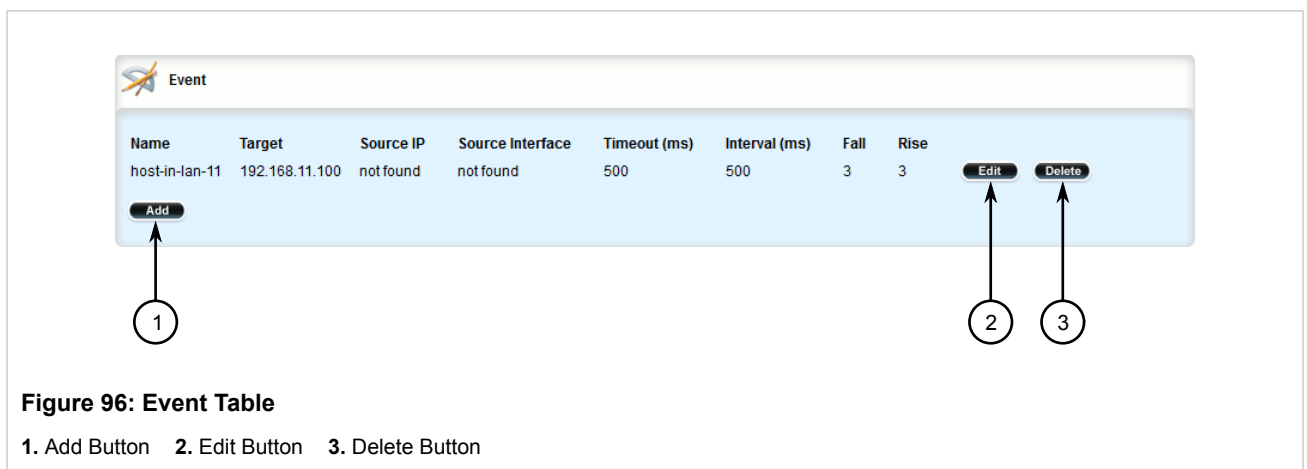 Event
Name Target Source IP Source Interface Timeout (ms) Interval (ms) Fall Rise
host-in-lan-11 192.168.11.100 not found not found 500 500 3 3 Edit Delete
Add
1 2 3
Figure 96: Event Table
1. Add Button 2. Edit Button 3. Delete Button